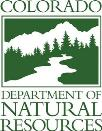 COLORADO
DEPARTMENT OF
NATURAL
RESOURCES